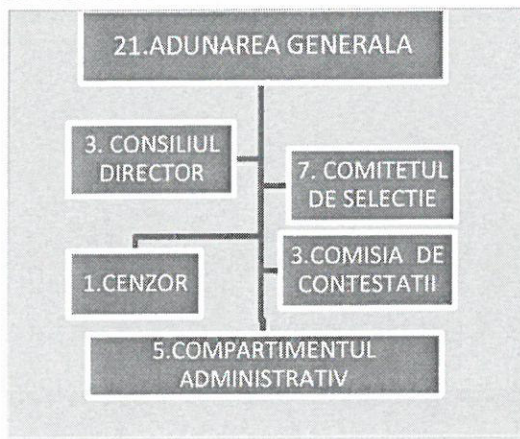 21.ADUNAREA GENERALA
3. CONSILIUL
DIRECTOR
7. COMITETUL
DE SELECTIE
1.CENZOR
3.COMISIA DE
CONTESTATII
5.COMPARTIMENTUL
ADMINISTRATIV